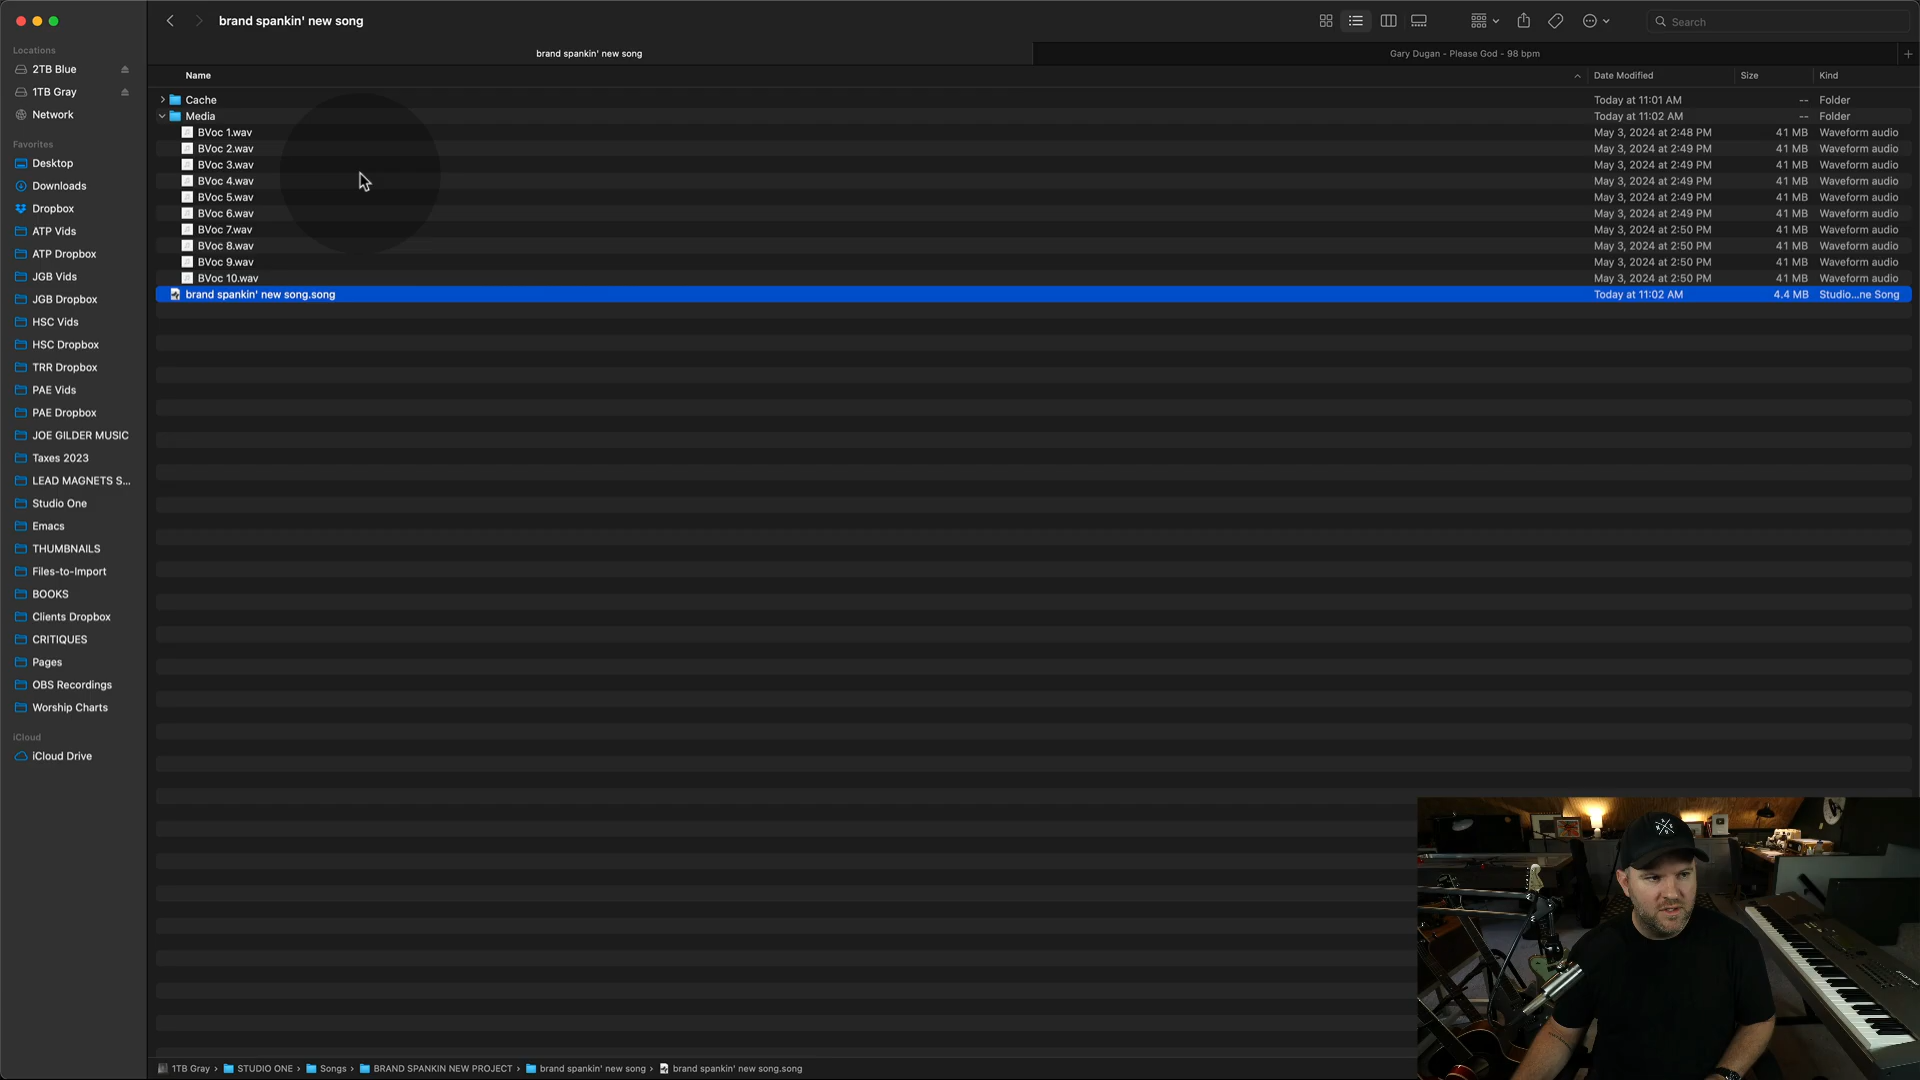 brand spankin' new song
Search
brand spankin' new song
Gary Dugan - Please God - 98 bpm
Name
Date Modified
Size
Kind
Cache
Today at 11:01 AM
--
Folder
Media
Today at 11:02 AM
--
Folder
BVoc 1.wav
May 3, 2024 at 2:48 PM
41 MB
Waveform audio
BVoc 2.wav
May 3, 2024 at 2:49 PM
41 MB
Waveform audio
BVoc 3.wav
May 3, 2024 at 2:49 PM
41 MB
Waveform audio
BVoc 4.wav
May 3, 2024 at 2:49 PM
41 MB
Waveform audio
BVoc 5.wav
May 3, 2024 at 2:49 PM
41 MB
Waveform audio
BVoc 6.wav
May 3, 2024 at 2:49 PM
41 MB
Waveform audio
BVoc 7.wav
May 3, 2024 at 2:50 PM
41 MB
Waveform audio
BVoc 8.wav
May 3, 2024 at 2:50 PM
41 MB
Waveform audio
BVoc 9.wav
May 3, 2024 at 2:50 PM
41 MB
Waveform audio
BVoc 10.wav
May 3, 2024 at 2:50 PM
41 MB
Waveform audio
brand spankin' new song.song
Today at 11:02 AM
4.4 MB
Studio...ne Song
Locations
2TB Blue
1TB Gray
Network
Favorites
Desktop
Downloads
Dropbox
ATP Vids
ATP Dropbox
JGB Vids
JGB Dropbox
HSC Vids
HSC Dropbox
TRR Dropbox
PAE Vids
PAE Dropbox
JOE GILDER MUSIC
Taxes 2023
LEAD MAGNETS S...
Studio One
Emacs
THUMBNAILS
Files-to-Import
BOOKS
Clients Dropbox
CRITIQUES
Pages
OBS Recordings
Worship Charts
iCloud
iCloud Drive
1TB Gray › STUDIO ONE › Songs › BRAND SPANKIN NEW PROJECT › brand spankin' new song › brand spankin' new song.song